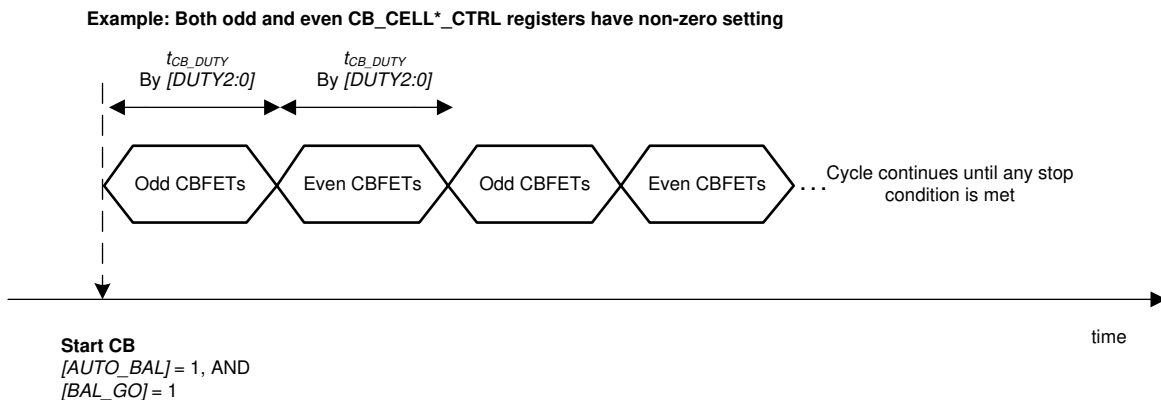 Example: Both odd and even CB_CELL*_CTRL registers have non-zero setting
tCB_DUTY
By [DUTY2:0]
tCB_DUTY
By [DUTY2:0]
Odd CBFETs
Even CBFETs
Odd CBFETs
Even CBFETs
... Cycle continues until any stop
condition is met
time
Start CB
[AUTO_BAL] = 1, AND
[BAL_GO] = 1